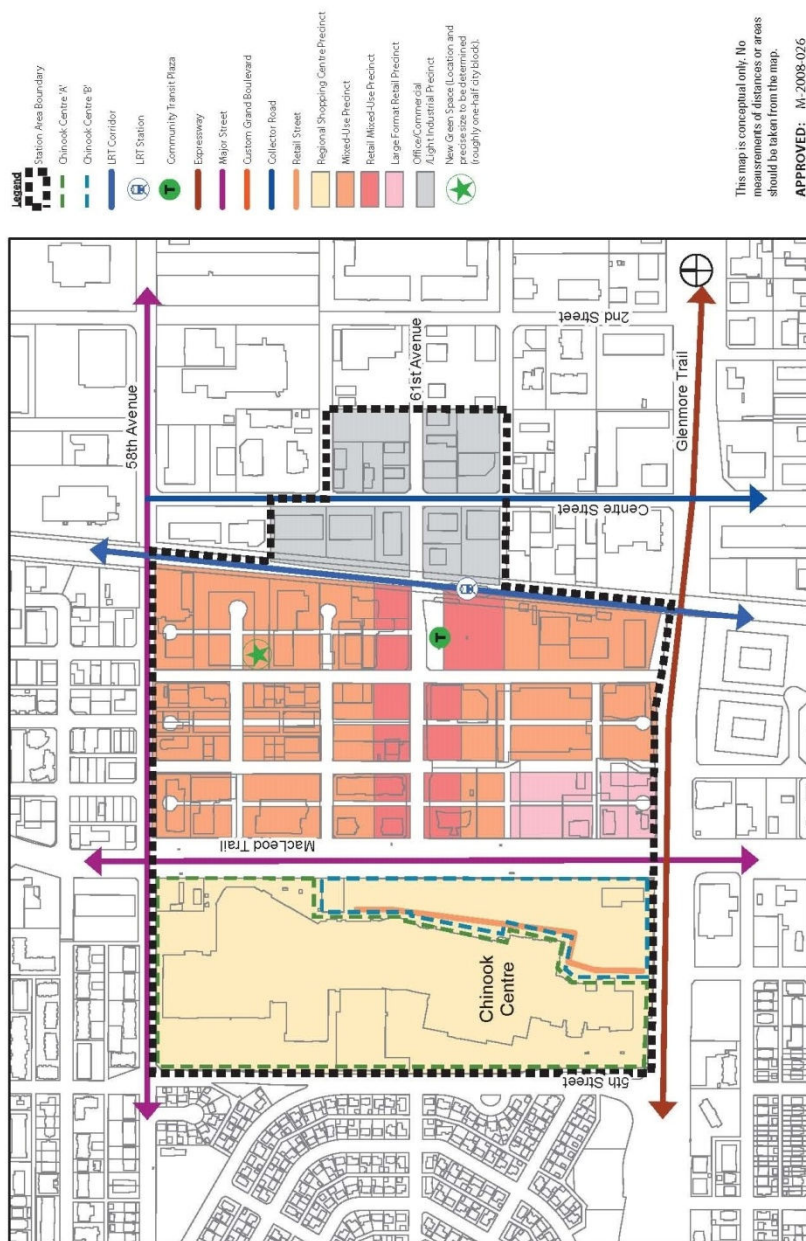 Legend
Station Area Boundary
Chinook Centre 'A'
Chinook Centre 'B'
LRT Corridor
LRT Station
T
Community Transit Plaza
Expressway
Major Street
Custom Grand Boulevard
Collector Road
Retail Street
Regional Shopping Centre Precinct
Mixed-Use Precinct
Retail Mixed-Use Precinct
Large Format Retail Precinct
Office/Commercial
/Light Industrial Precinct
New Green Space (Location and
precise size to be determined
(roughly one-half city block).
58th Avenue
61st Avenue
2nd Street
Glenmore Trail
Centre Street
T
MacLeod Trail
Chinook
Centre
5th Street
This map is conceptual only. No
measurements of distances or areas
should be taken from the map.
APPROVED: M-2008-026